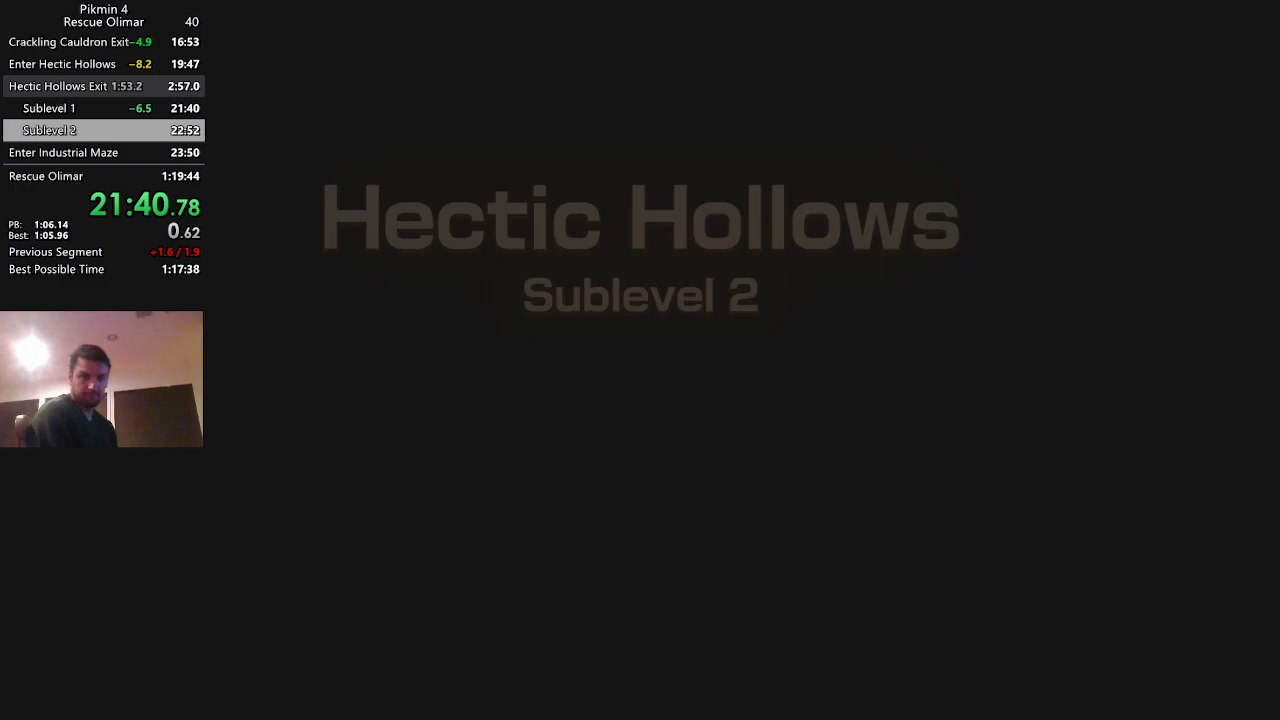 Pikmin 4
Rescue Olimar 40
Crackling Cauldron Exit -4.9 16:53
Enter Hectic Hollows -8.2 19:47
Hectic Hollows Exit 1:53.2 2:57.0
Sublevel 1 -6.5 21:40
Sublevel 2 22:52
Enter Industrial Maze 23:50
Rescue Olimar 1:19:44
21:40.78
PB: 1:06.14
Best: 1:05.96
0.62
Previous Segment +1.6 / 1.9
Best Possible Time 1:17:38
Hectic Hollows
Sublevel 2